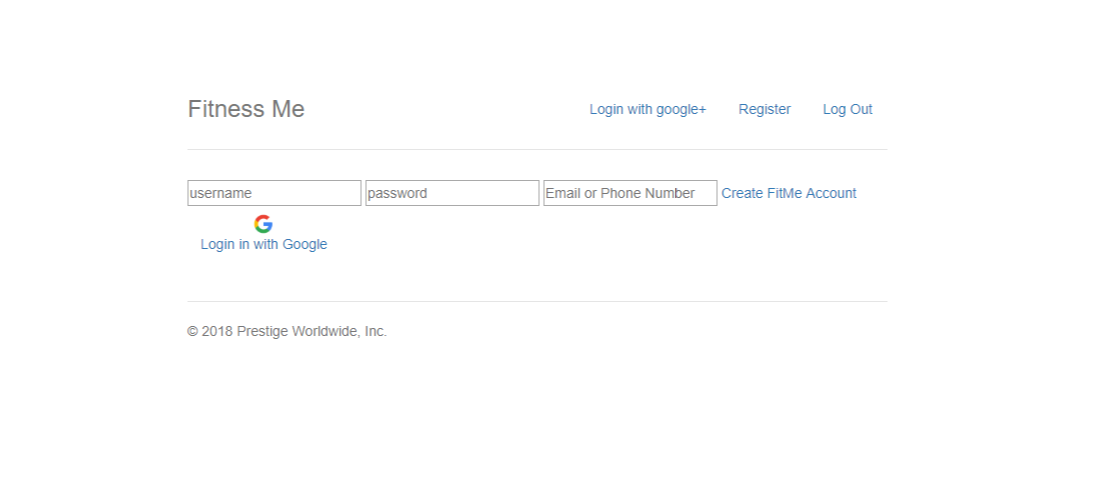 Fitness Me Login with google+ Register Log Out
username password Email or Phone Number Create FitMe Account
Login in with Google
© 2018 Prestige Worldwide, Inc.